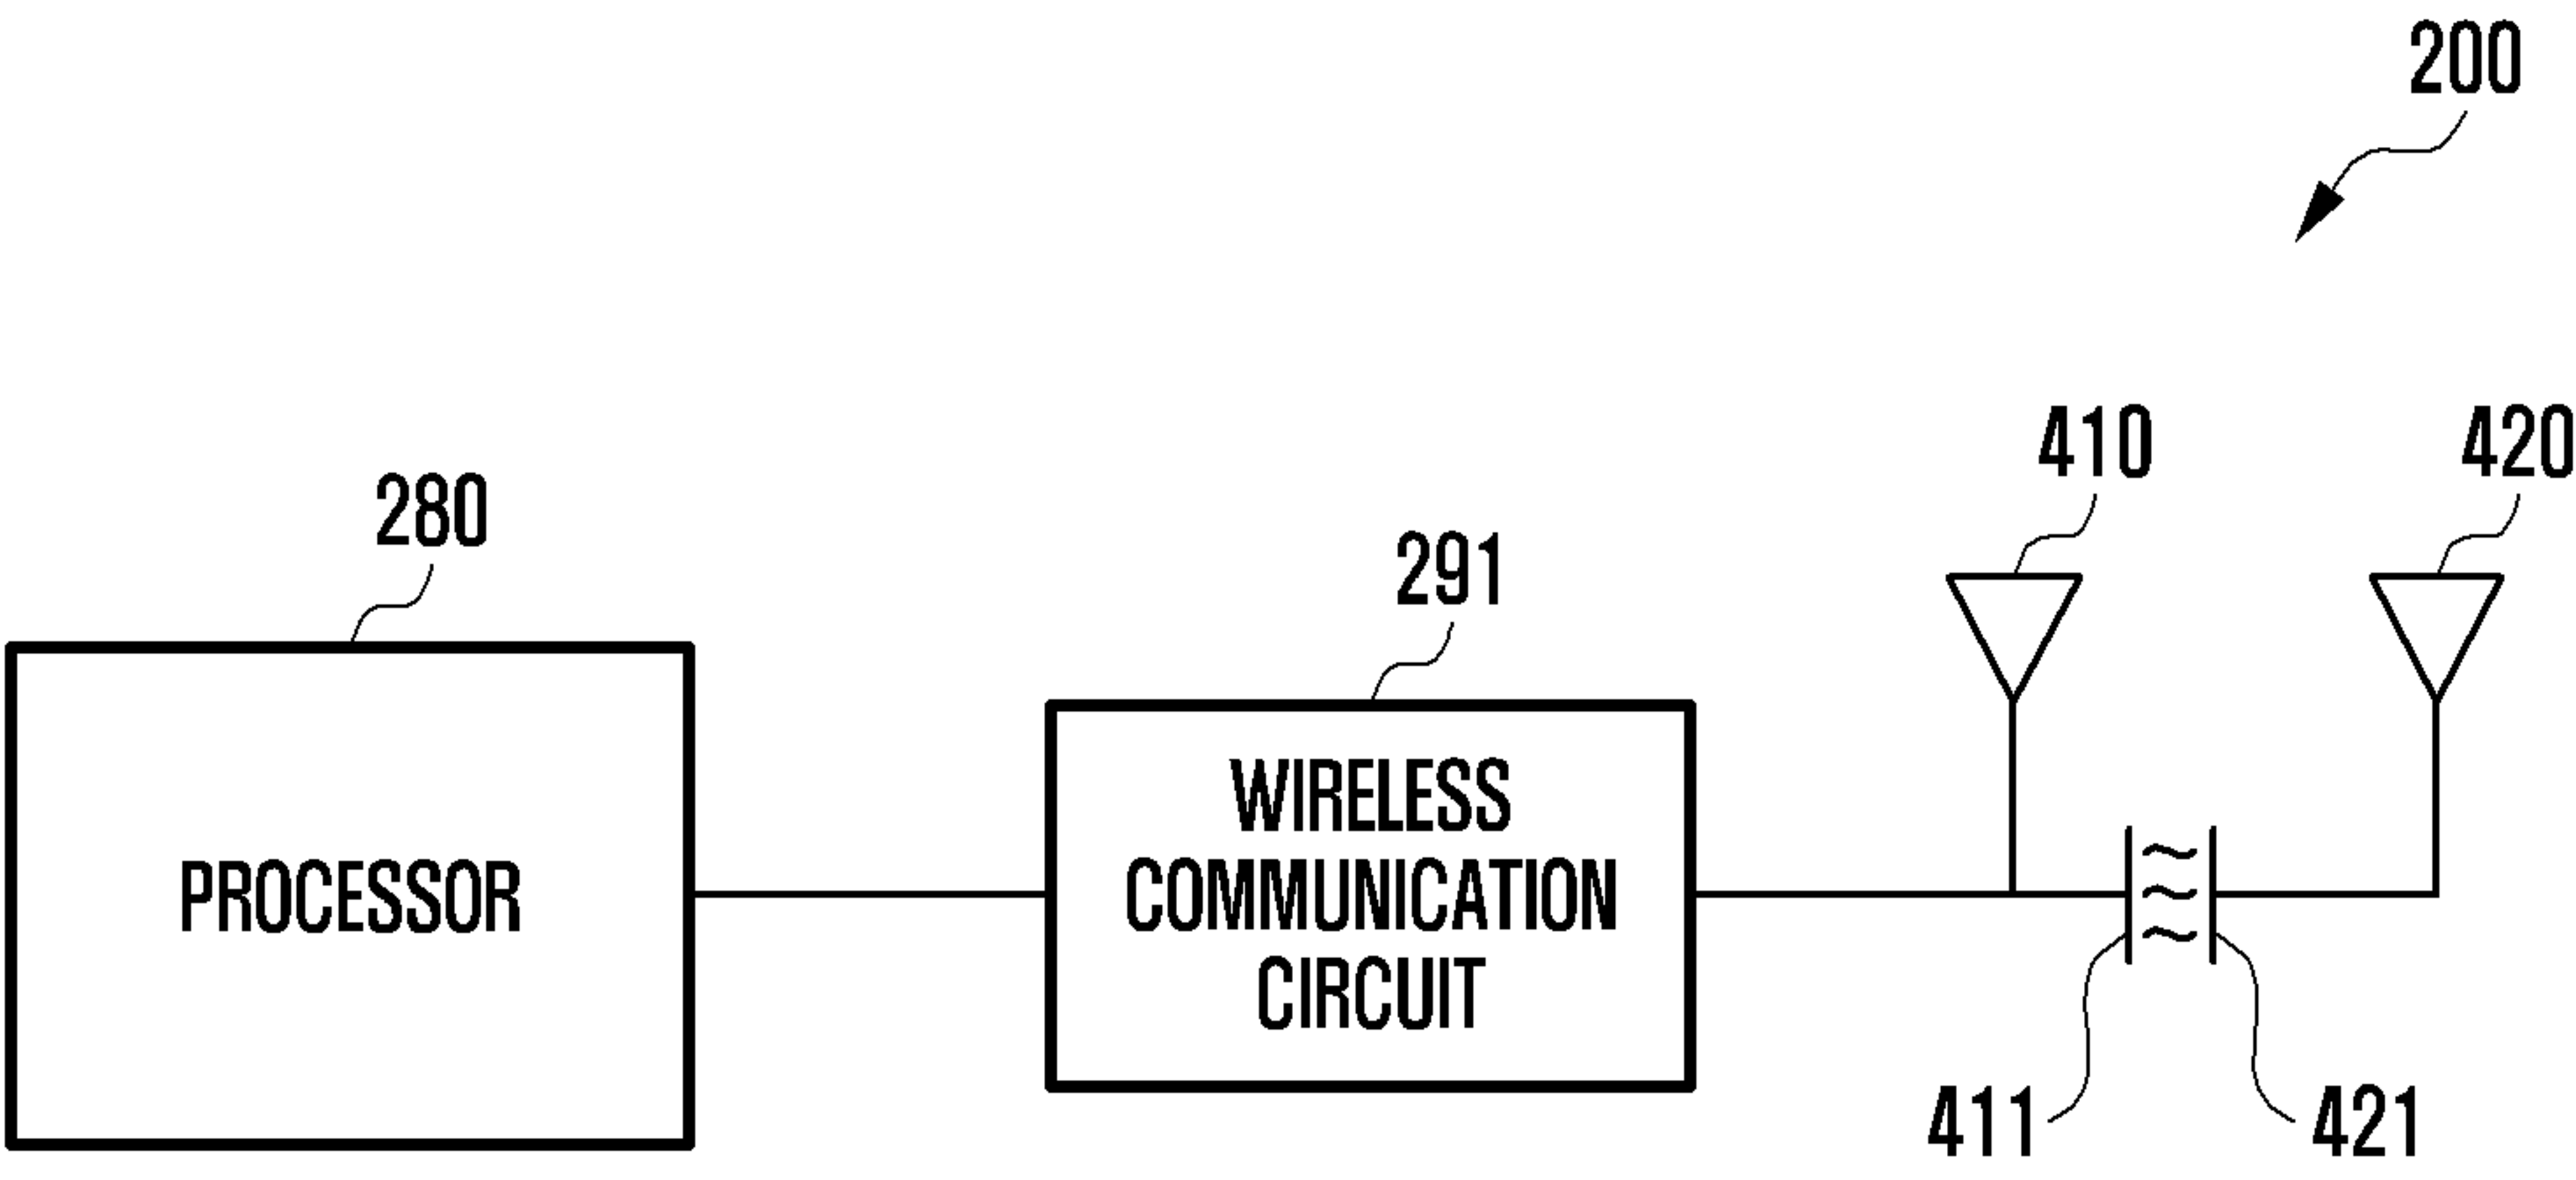 200
410
420
280
291
PROCESSOR
WIRELESS
COMMUNICATION
CIRCUIT
411
421